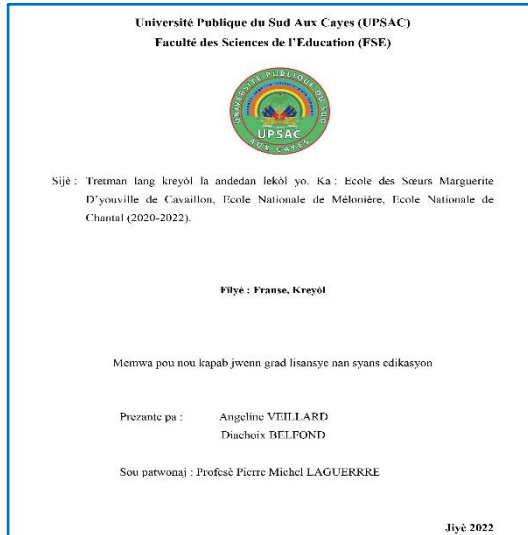 Université Publique du Sud Aux Cayes (UPSAC)
Faculté des Sciences de l'Education (FSE)
UNIVERSITE PUBLIQUE DU SUD
UPSAC
AUX CAYES
Sijè : Tretman lang kreyòl la andedan lekòl yo. Ka : Ecole des Sœurs Marguerite
D'youville de Cavaillon, Ecole Nationale de Mélonière, Ecole Nationale de
Chantal (2020-2022).
Filyè : Franse, Kreyòl
Memwa pou nou kapab jwenn grad lisansye nan syans edikasyon
Prezante pa : Angeline VEILLARD
Diachoix BELFOND
Sou patwonaj : Profesè Pierre Michel LAGUERRRE
Jiyè 2022